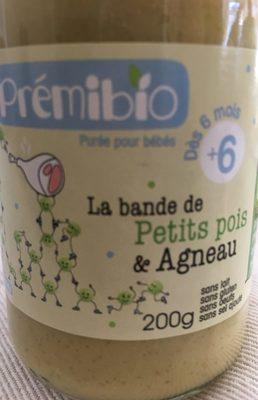 Prémibio
Purée pour bébés
Dès 6 mois
+6
La bande de
Petits pois
& Agneau
200g
sans lait
sans gluten
sans oeufs
sans sel ajouté